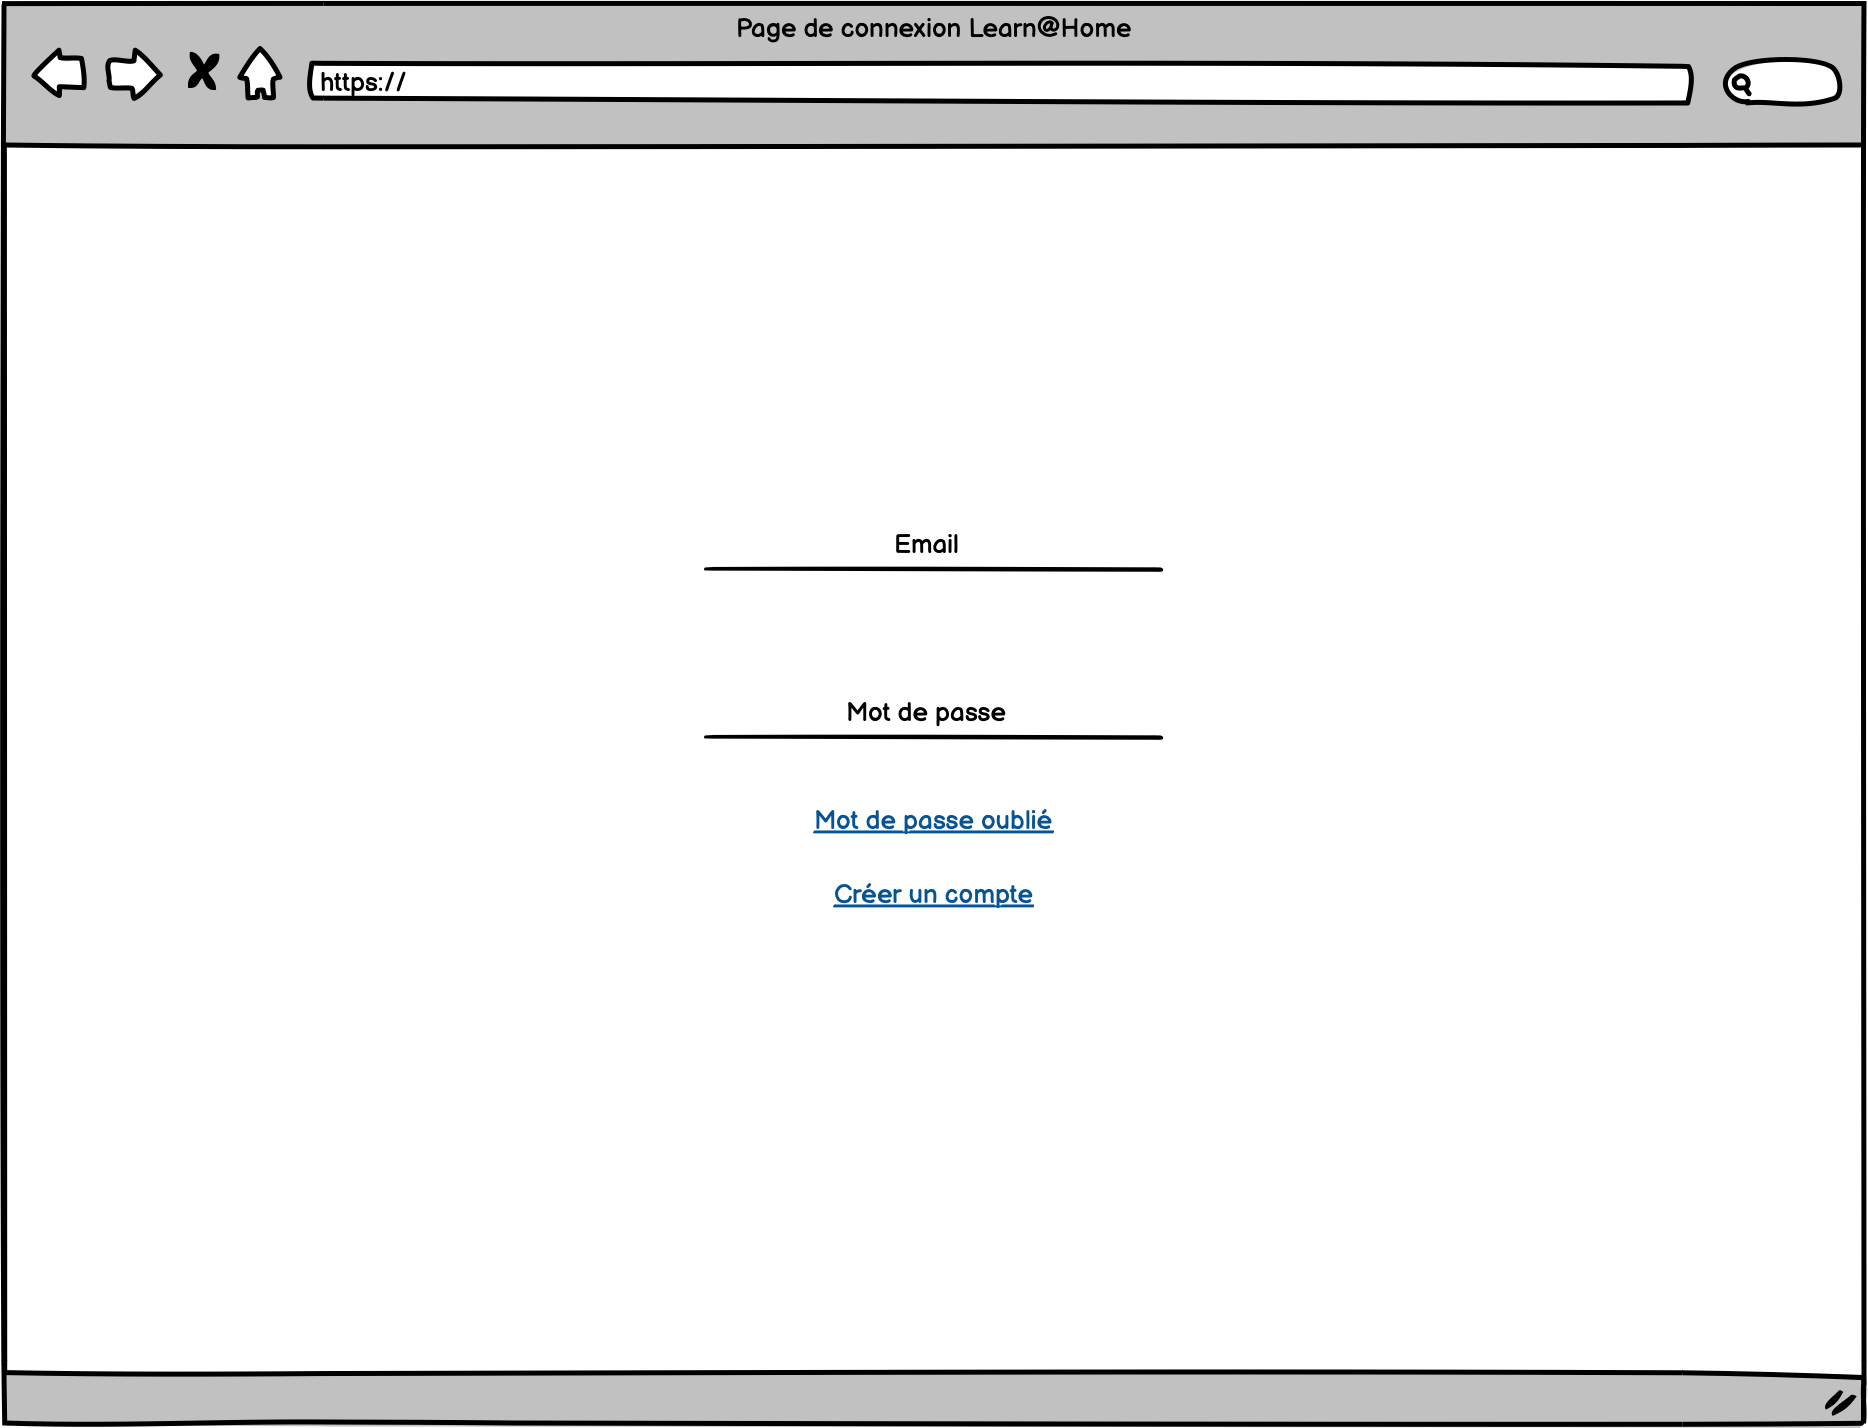 Page de connexion Learn@Home
https://
Email
Mot de passe
Mot de passe oublié
Créer un compte